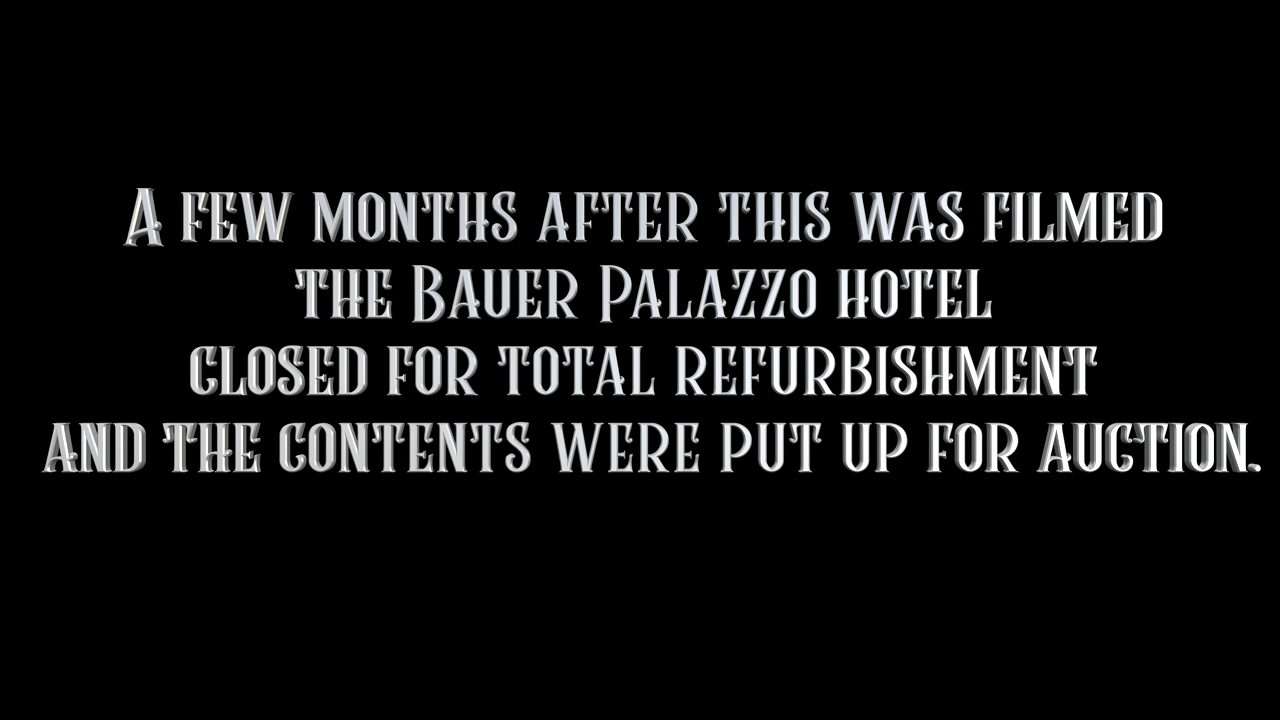 A FEW MONTHS AFTER THIS WAS FILMED
THE BAUER PALAZZO HOTEL
CLOSED FOR TOTAL REFURBISHMENT
AND THE CONTENTS WERE PUT UP FOR AUCTION.